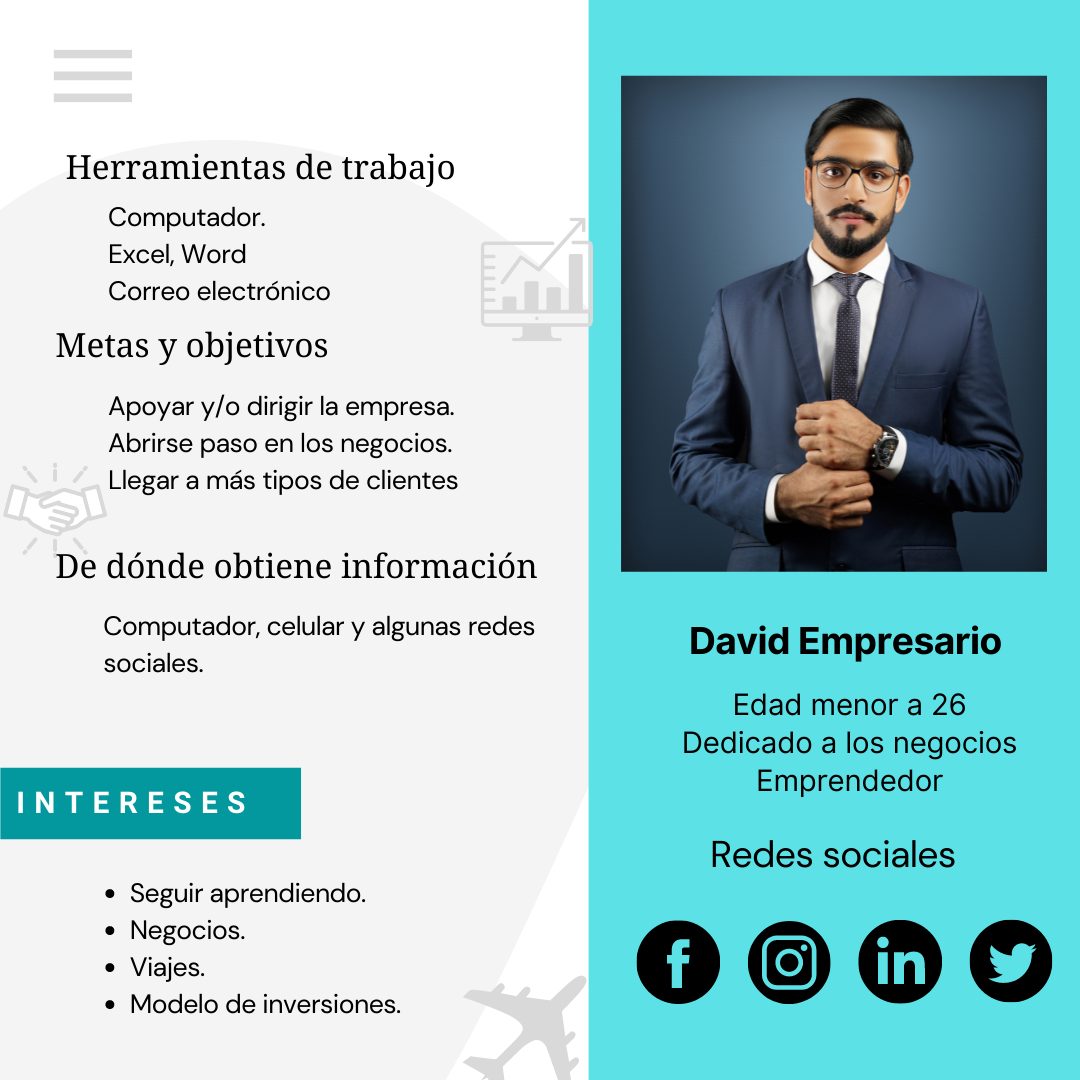 Herramientas de trabajo
Computador.
Excel, Word
Correo electrónico
Metas y objetivos
Apoyar y/o dirigir la empresa.
Abrirse paso en los negocios.
Llegar a más tipos de clientes
De dónde obtiene información
Computador, celular y algunas redes
sociales.
INTERESES
• Seguir aprendiendo.
• Negocios.
• Viajes.
• Modelo de inversiones.
David Empresario
Edad menor a 26
Dedicado a los negocios
Emprendedor
Redes sociales